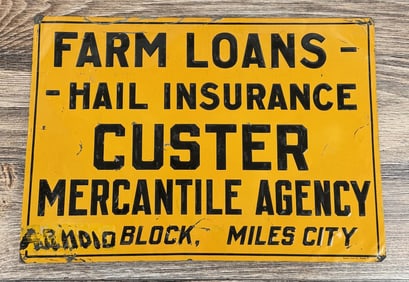 FARM LOANS -
- HAIL INSURANCE
CUSTER
MERCANTILE AGENCY
BLOCK, MILES CITY